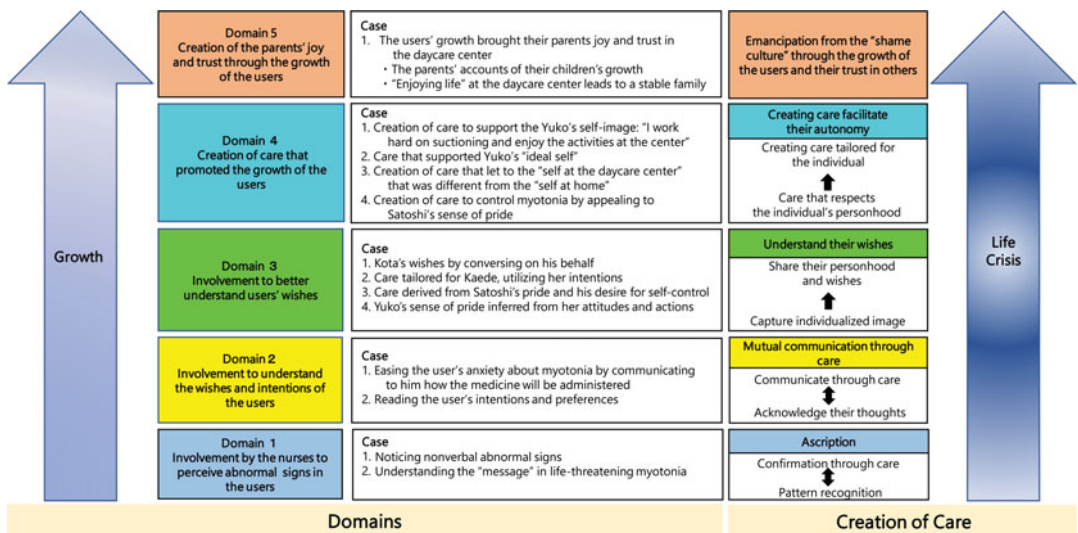 Growth
Domain 5
Creation of the parents' joy
and trust through the growth
of the users
Case
1. The users' growth brought their parents joy and trust in
the daycare center
・The parents' accounts of their children's growth
・"Enjoying life" at the daycare center leads to a stable family
Emancipation from the "shame
culture" through the growth of
the users and their trust in
others
Domain 4
Creation of care that
promoted the growth of the
users
Case
1. Creation of care to support the Yuko's self-image: "I work
hard on suctioning and enjoy the activities at the center"
2. Care that supported Yuko's "ideal self"
3. Creation of care that let to the "self at the daycare center"
that was different from the "self at home"
4. Creation of care to control myotonia by appealing to
Satoshi's sense of pride
Creating care facilitate
their autonomy
Creating care tailored for
the individual
Care that respects
the individual's personhood
Domain 3
Involvement to better
understand users' wishes
Case
1. Kota's wishes by conversing on his behalf
2. Care tailored for Kaede, utilizing her intentions
3. Care derived from Satoshi's pride and his desire for self-control
4. Yuko's sense of pride inferred from her attitudes and actions
Understand their wishes
Share their personhood
and wishes
Capture individualized image
Domain 2
Involvement to understand
the wishes and intentions of
the users
Case
1. Easing the user's anxiety about myotonia by communicating
to him how the medicine will be administered
2. Reading the user's intentions and preferences
Mutual communication through
care
Communicate through care
Acknowledge their thoughts
Domain 1
Involvement by the nurses to
perceive abnormal signs in
the users
Case
1. Noticing nonverbal abnormal signs
2. Understanding the "message" in life-threatening myotonia
Ascription
Confirmation through care
Pattern recognition
Life
Crisis
Domains
Creation of Care